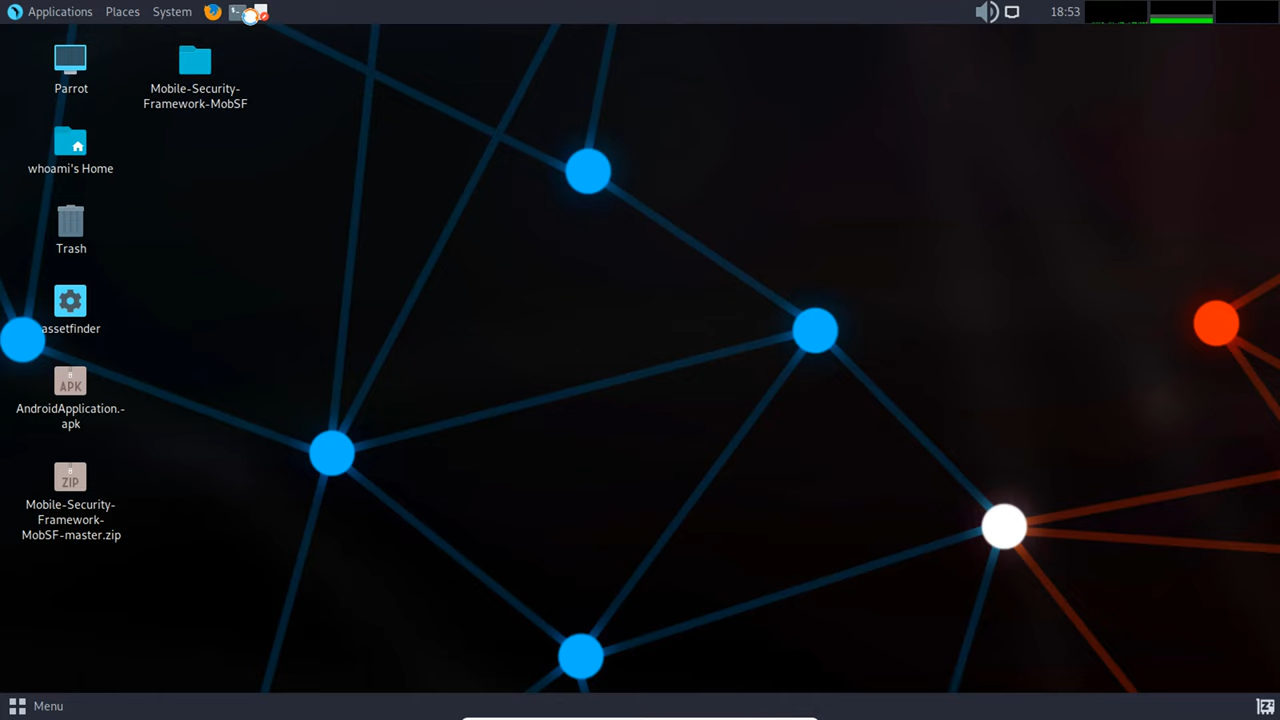 Applications Places System 18:53
Parrot
Mobile-Security-
Framework-MobSF
whoami's Home
Trash
assetfinder
APK
AndroidApplication.-
apk
ZIP
Mobile-Security-
Framework-
MobSF-master.zip
Menu